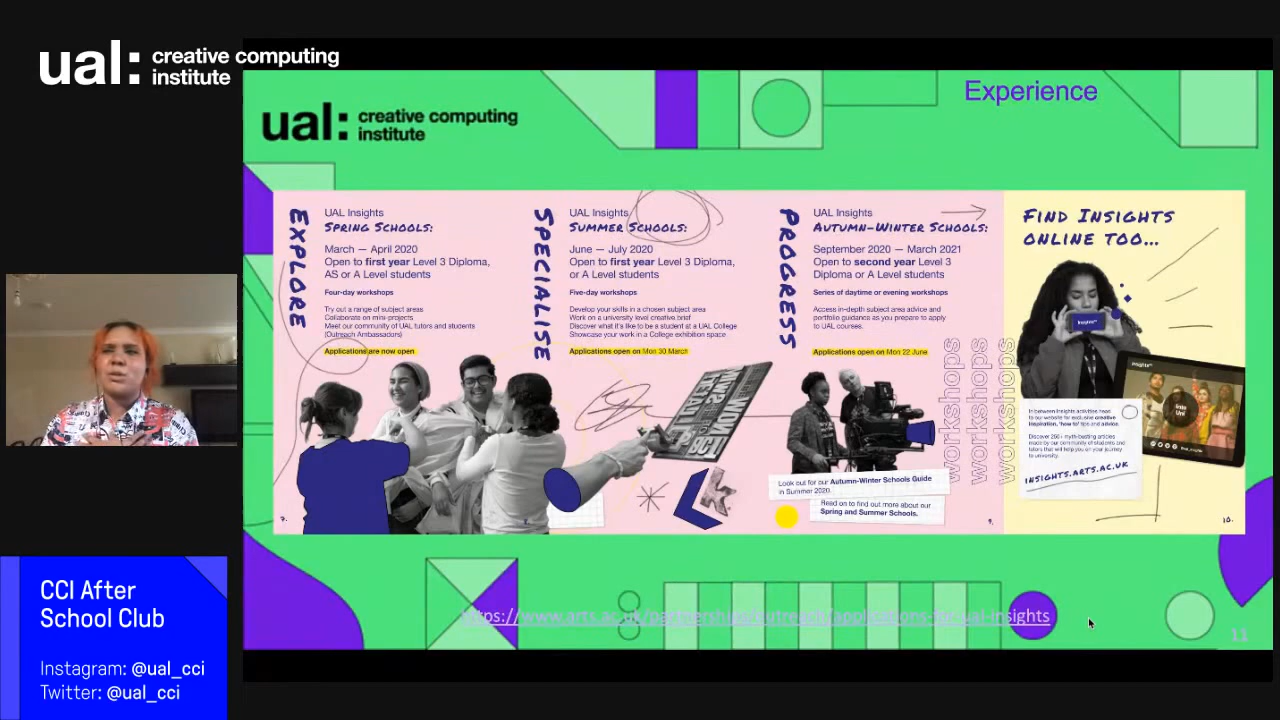 ual: creative computing
institute
Experience
ual: creative computing
institute
EXPLORE
UAL Insights
SPRING SCHOOLS:
March — April 2020
Open to first year Level 3 Diploma,
AS or A Level students
Four-day workshops
Try out a range of subject areas
Collaborate on mini-projects
Meet our community of UAL tutors and students
(Outreach Ambassadors)
Applications are now open
SPECIALISE
UAL Insights
SUMMER SCHOOLS:
June — July 2020
Open to first year Level 3 Diploma,
or A Level students
Five-day workshops
Develop your skills in a chosen subject area
Work on a university level creative brief
Discover what it's like to be a student at a UAL College
Showcase your work in a College exhibition space
Applications open on Mon 30 March
PROGRESS
UAL Insights
AUTUMN-WINTER SCHOOLS:
September 2020 — March 2021
Open to second year Level 3
Diploma or A Level students
Series of daytime or evening workshops
Access in-depth subject area advice and
portfolio guidance as you prepare to apply
to UAL courses.
Applications open on Mon 22 June
workshops
workshops
workshops
Look out for our Autumn-Winter Schools Guide
in Summer 2020.
Read on to find out more about our
Spring and Summer Schools.
FIND INSIGHTS
ONLINE TOO...
In between Insights activities head
to our website for exclusive creative
inspiration, 'how to' tips and advice.
Discover 250+ myth-busting articles
made by our community of students and
tutors that will help you on your journey
to university.
INSIGHTS.ARTS.AC.UK
7.
8.
9.
10.
https://www.arts.ac.uk/partnerships/outreach/applications-for-ual-insights
11
CCI After
School Club
Instagram: @ual_cci
Twitter: @ual_cci